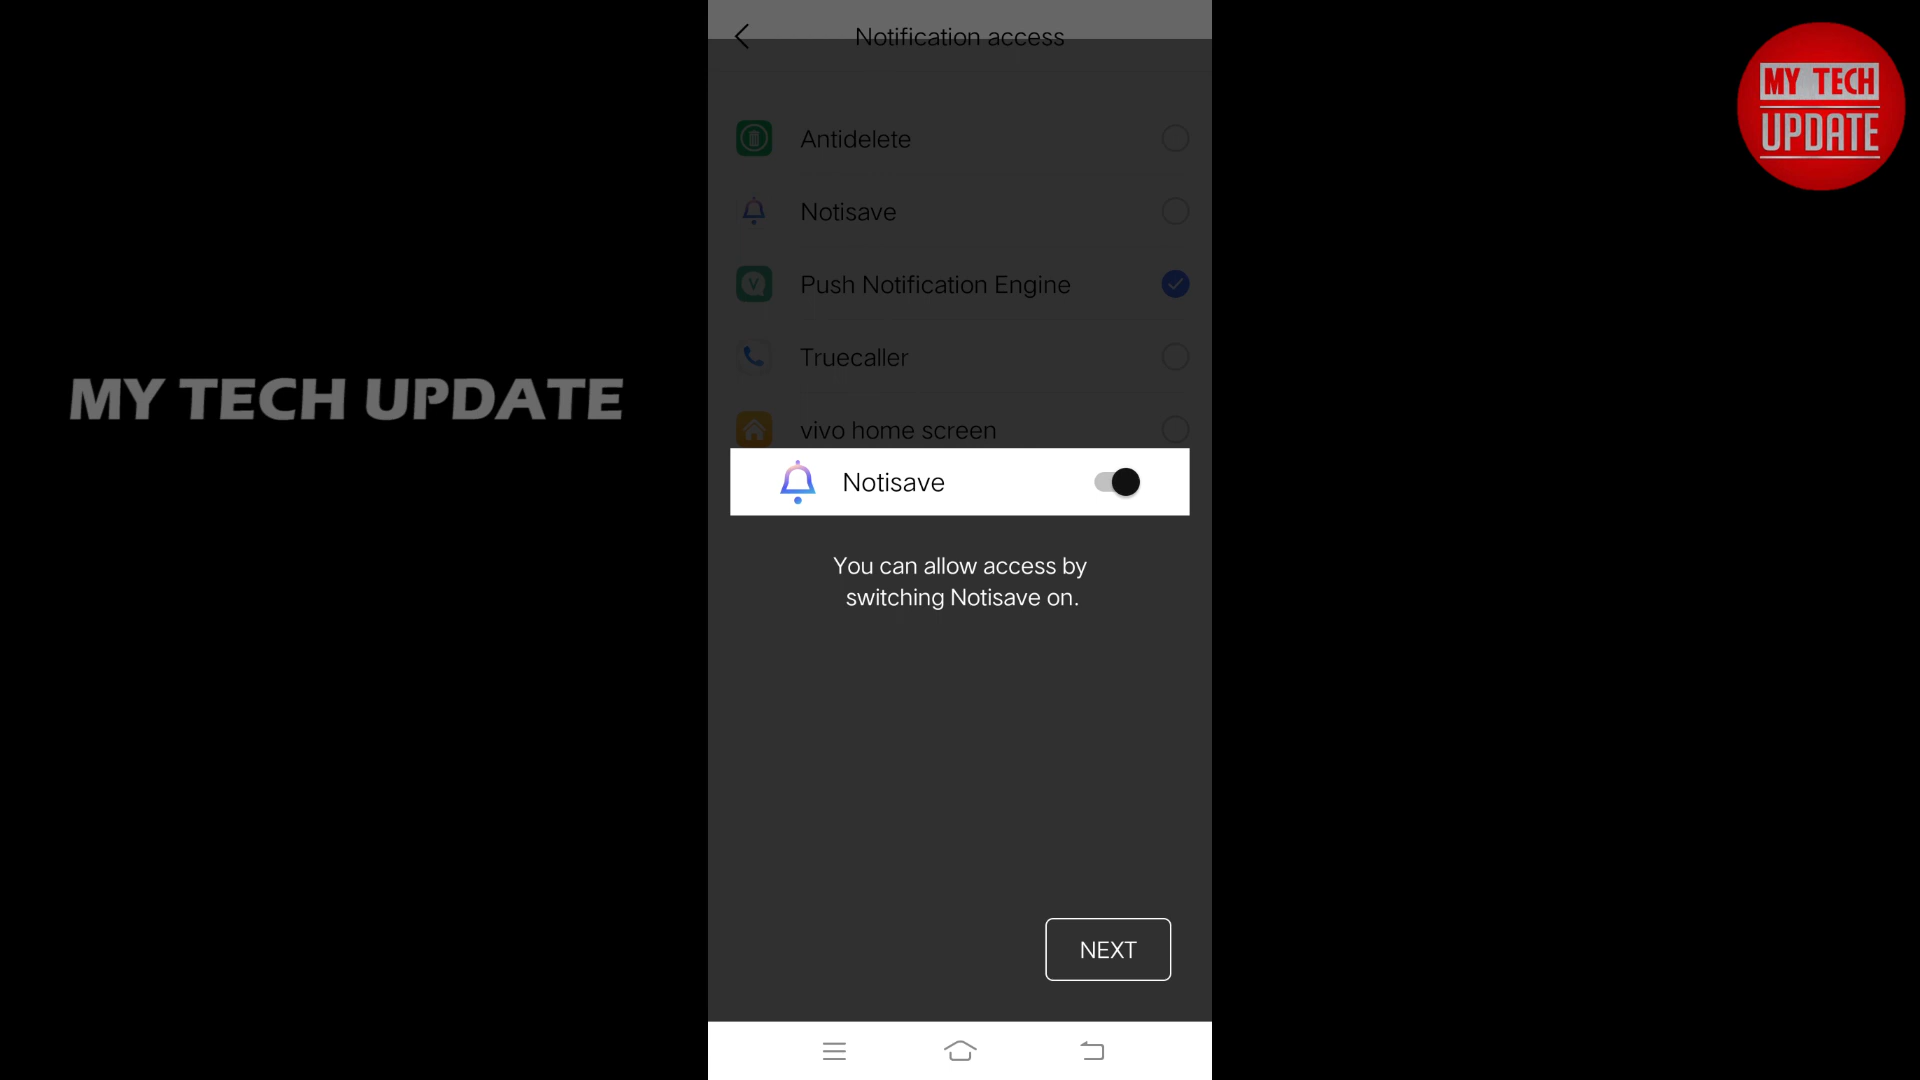 Notification access
MY TECH
UPDATE
Antidelete
Notisave
Push Notification Engine
Truecaller
MY TECH UPDATE
vivo home screen
Notisave
You can allow access by
switching Notisave on.
NEXT